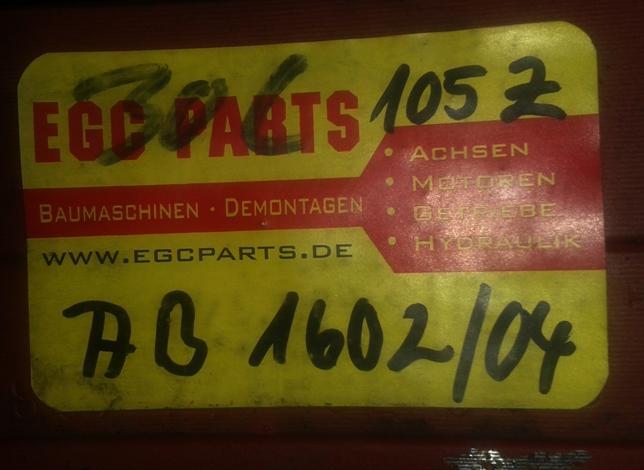 105 Z
EGC PARTS
• ACHSEN
• MOTOREN
• GETRIEBE
• HYDRAULIK
BAUMASCHINEN · DEMONTAGEN
WWW.EGCPARTS.DE
AB 1602/04